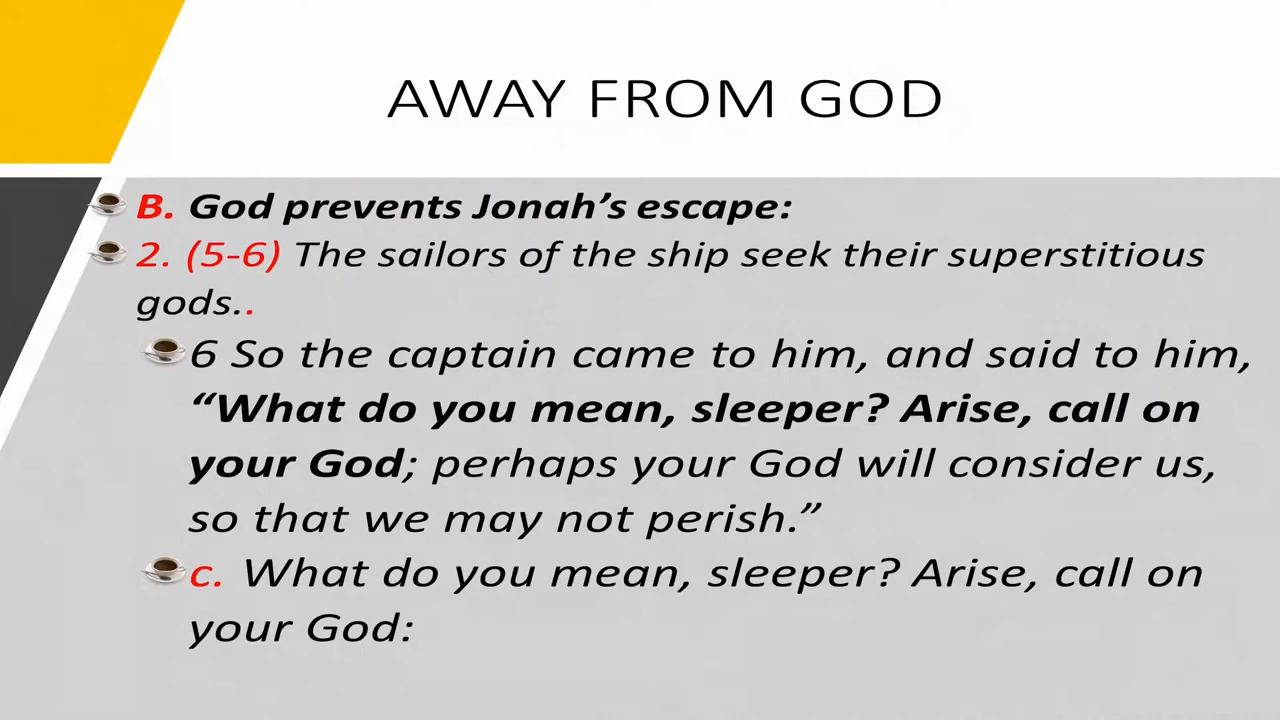 AWAY FROM GOD
B. God prevents Jonah’s escape:
2. (5-6) The sailors of the ship seek their superstitious
gods..
6 So the captain came to him, and said to him,
“What do you mean, sleeper? Arise, call on
your God; perhaps your God will consider us,
so that we may not perish.”
c. What do you mean, sleeper? Arise, call on
your God: